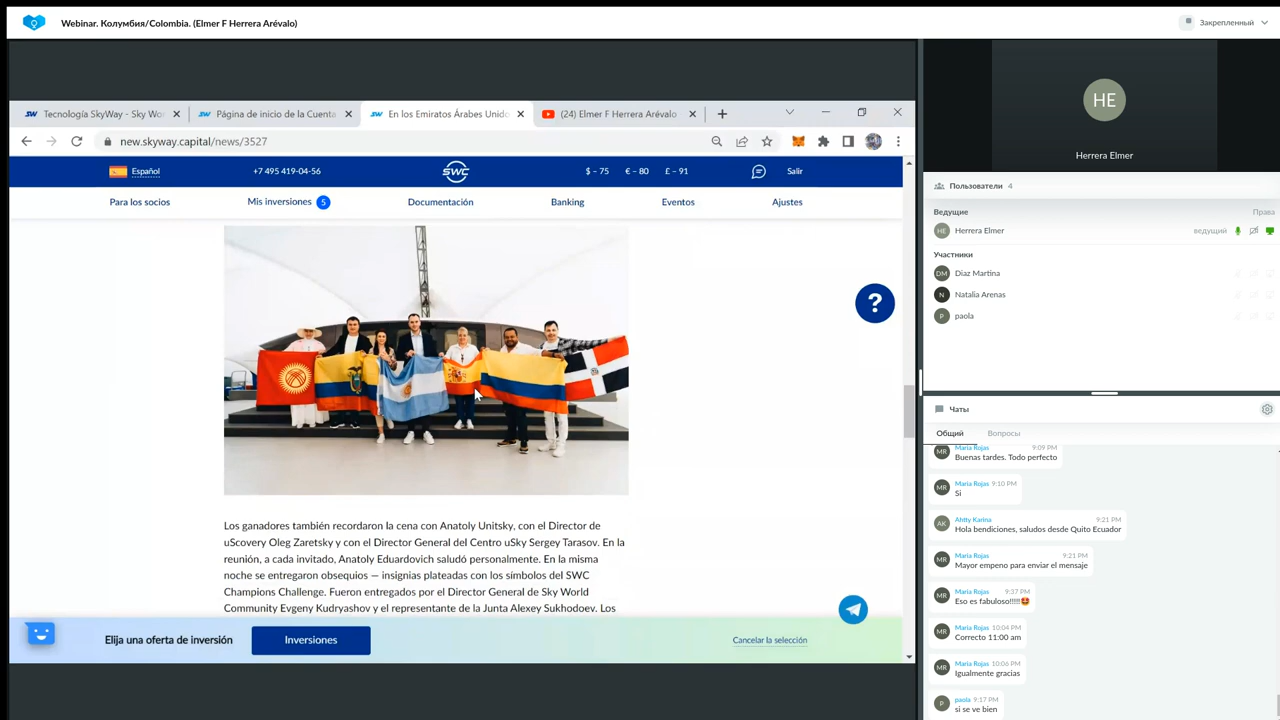 Webinar. Колумбия/Colombia. (Elmer F Herrera Arévalo)
Закрепленный
Tecnología SkyWay - Sky Wor
Página de inicio de la Cuenta
En los Emiratos Árabes Unido
(24) Elmer F Herrera Arévalo
new.skyway.capital/news/3527
Español
+7 495 419-04-56
SWC
$ – 75
€ – 80
£ – 91
Salir
Para los socios
Mis inversiones 5
Documentación
Banking
Eventos
Ajustes
?
Los ganadores también recordaron la cena con Anatoly Unitsky, con el Director de
uScovery Oleg Zaretsky y con el Director General del Centro uSky Sergey Tarasov. En la
reunión, a cada invitado, Anatoly Eduardovich saludó personalmente. En la misma
noche se entregaron obsequios — insignias plateadas con los símbolos del SWC
Champions Challenge. Fueron entregados por el Director General de Sky World
Community Evgeny Kudryashov y el representante de la Junta Alexey Sukhodoev. Los
Elija una oferta de inversión
Inversiones
Cancelar la selección
HE
Herrera Elmer
Пользователи 4
Ведущие
Права
HE
Herrera Elmer
ведущий
Участники
DM
Diaz Martina
N
Natalia Arenas
P
paola
Чаты
Общий
Вопросы
MR
Maria Rojas 9:09 PM
Buenas tardes. Todo perfecto
MR
Maria Rojas 9:10 PM
Si
AK
Ahtty Karina 9:21 PM
Hola bendiciones, saludos desde Quito Ecuador
MR
Maria Rojas 9:21 PM
Mayor empeno para enviar el mensaje
MR
Maria Rojas 9:37 PM
Eso es fabuloso!!!!!🤩
MR
Maria Rojas 10:04 PM
Correcto 11:00 am
MR
Maria Rojas 10:06 PM
Igualmente gracias
P
paola 9:17 PM
si se ve bien